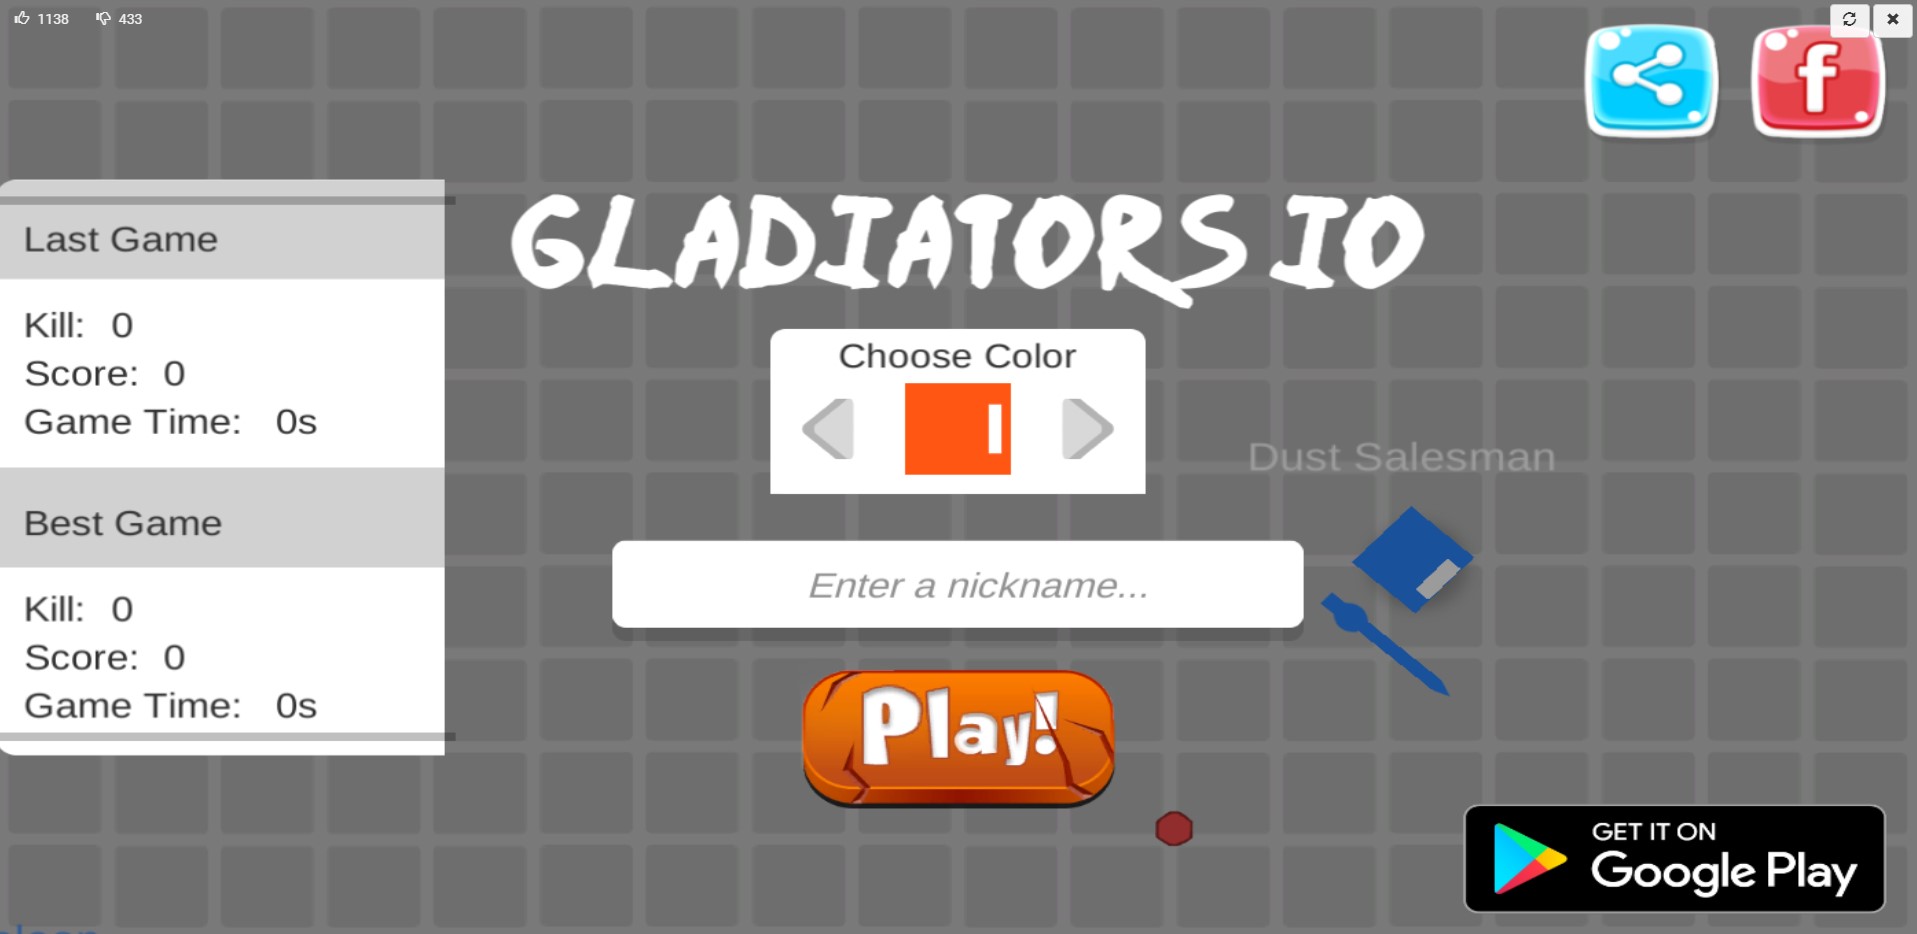 1138 433
GLADIATORS IO
Last Game
Kill: 0
Score: 0
Game Time: 0s
Best Game
Kill: 0
Score: 0
Game Time: 0s
Choose Color
Dust Salesman
Enter a nickname...
Play!
GET IT ON
Google Play